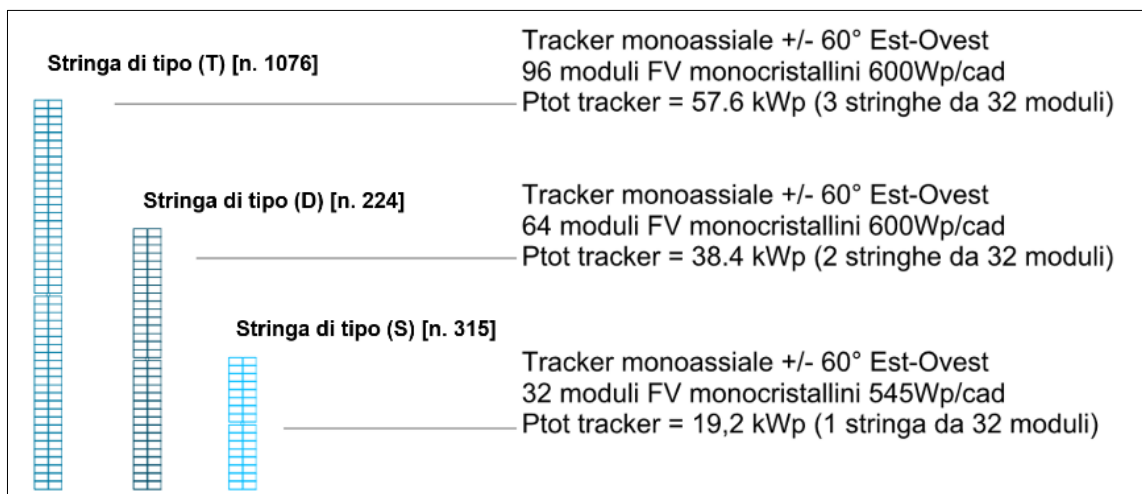 Stringa di tipo (T) [n. 1076]
Tracker monoassiale +/- 60° Est-Ovest
96 moduli FV monocristallini 600Wp/cad
Ptot tracker = 57.6 kWp (3 stringhe da 32 moduli)
Stringa di tipo (D) [n. 224]
Tracker monoassiale +/- 60° Est-Ovest
64 moduli FV monocristallini 600Wp/cad
Ptot tracker = 38.4 kWp (2 stringhe da 32 moduli)
Stringa di tipo (S) [n. 315]
Tracker monoassiale +/- 60° Est-Ovest
32 moduli FV monocristallini 545Wp/cad
Ptot tracker = 19,2 kWp (1 stringa da 32 moduli)